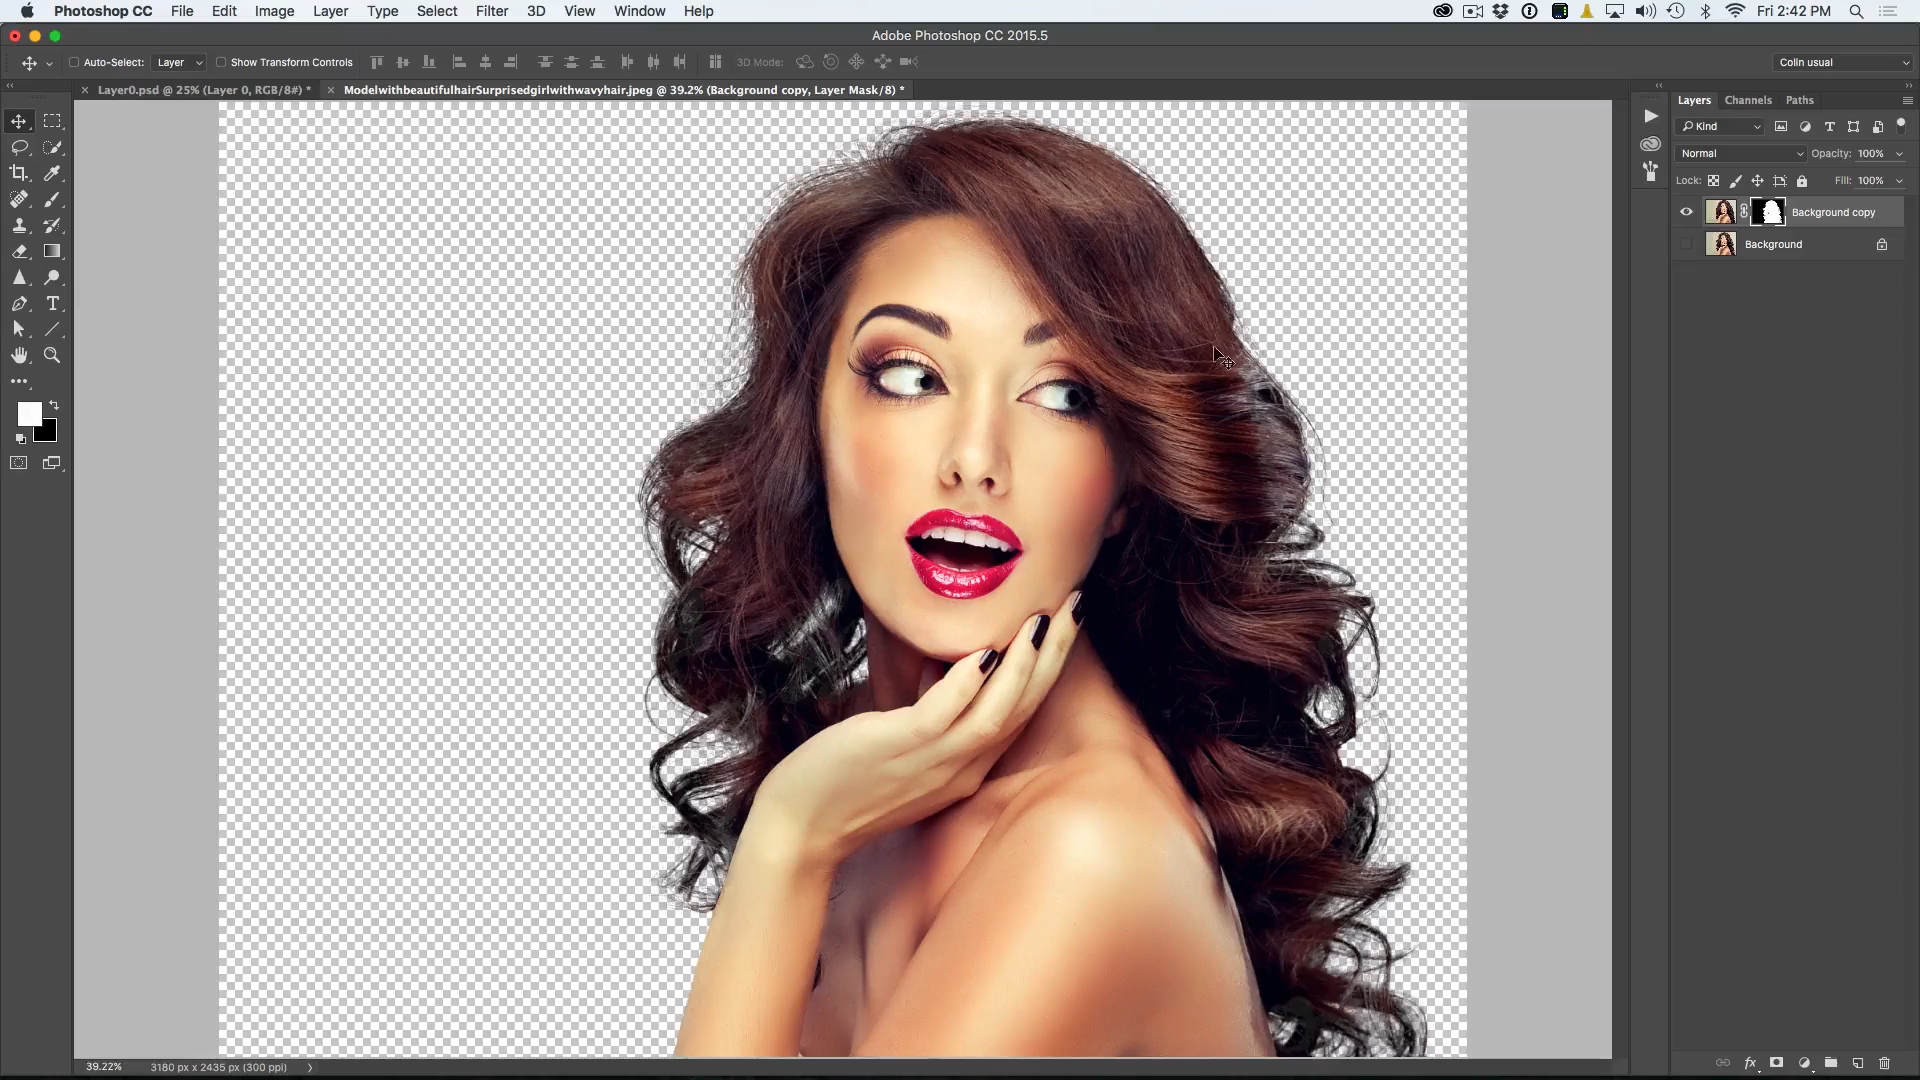 Photoshop CC File Edit Image Layer Type Select Filter 3D View Window Help Fri 2:42 PM
Adobe Photoshop CC 2015.5
Auto-Select: Layer Show Transform Controls 3D Mode: Colin usual
Layer0.psd @ 25% (Layer 0, RGB/8#) * ModelwithbeautifulhairSurprisedgirlwithwavyhair.jpeg @ 39.2% (Background copy, Layer Mask/8) *
Layers Channels Paths
Kind
Normal Opacity: 100%
Lock: Fill: 100%
Background copy
Background
39.22% 3180 px x 2435 px (300 ppi)